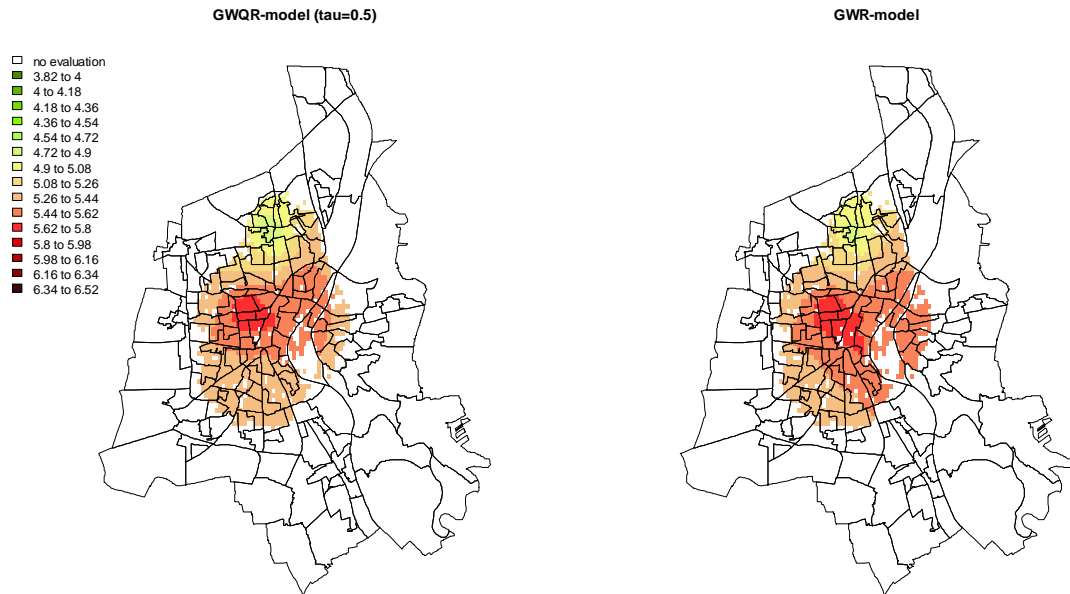 GWQR-model (tau=0.5)
GWR-model
no evaluation
3.82 to 4
4 to 4.18
4.18 to 4.36
4.36 to 4.54
4.54 to 4.72
4.72 to 4.9
4.9 to 5.08
5.08 to 5.26
5.26 to 5.44
5.44 to 5.62
5.62 to 5.8
5.8 to 5.98
5.98 to 6.16
6.16 to 6.34
6.34 to 6.52